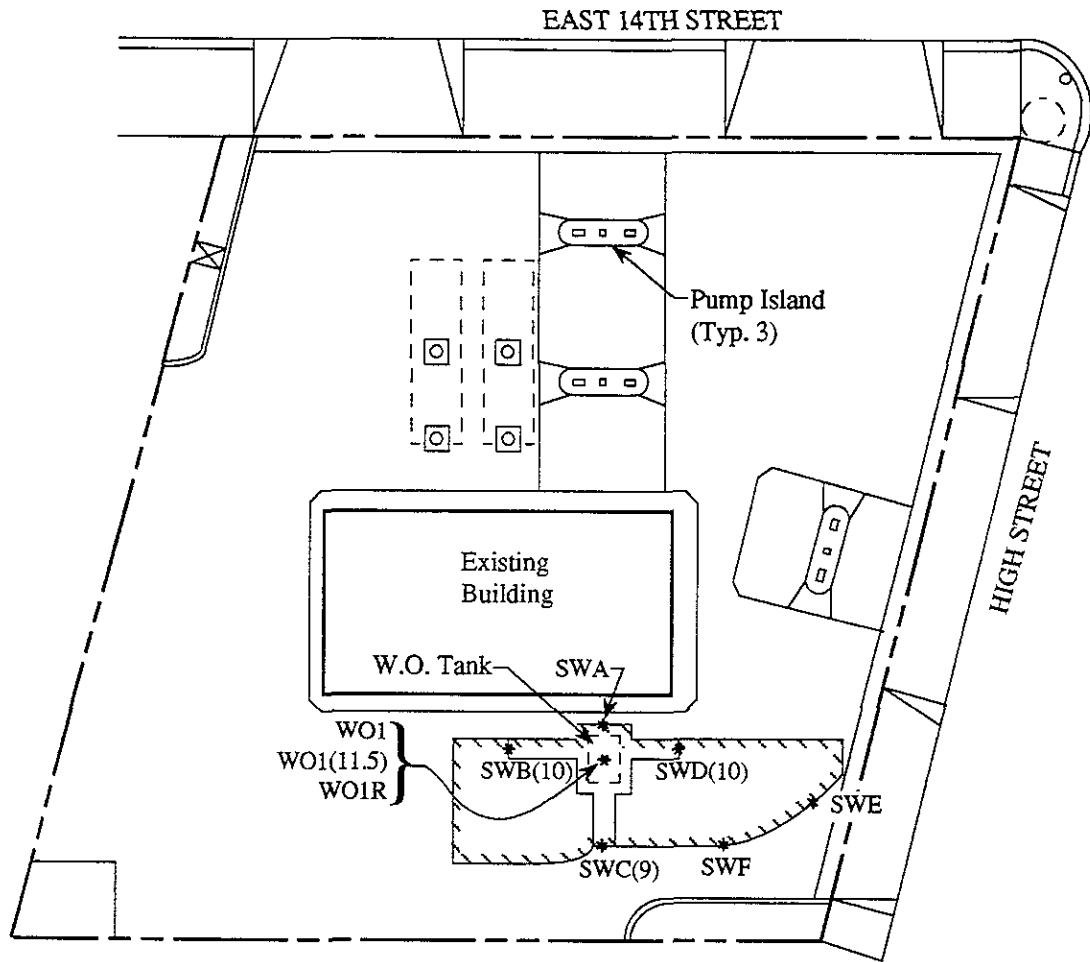 EAST 14TH STREET
Pump Island
(Typ. 3)
HIGH STREET
Existing
Building
W.O. Tank
SWA
WO1
WO1(11.5)
WO1R
SWB(10)
SWD(10)
SWE
SWC(9)
SWF